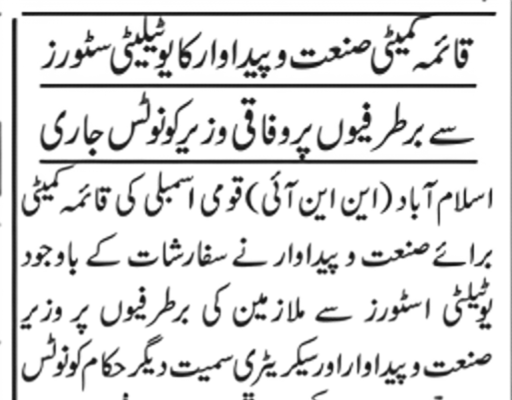 قائمہ کمیٹی صنعت و پیداوار کا یوٹیلیٹی سٹورز
سے برطرفیوں پر وفاقی وزیر کو نوٹس جاری
اسلام آباد (این این آئی) قومی اسمبلی کی قائمہ کمیٹی
برائے صنعت و پیداوار نے سفارشات کے باوجود
یوٹیلٹی اسٹورز سے ملازمین کی برطرفیوں پر وزیر
صنعت و پیداوار اور سیکریٹری سمیت دیگر حکام کو نوٹس